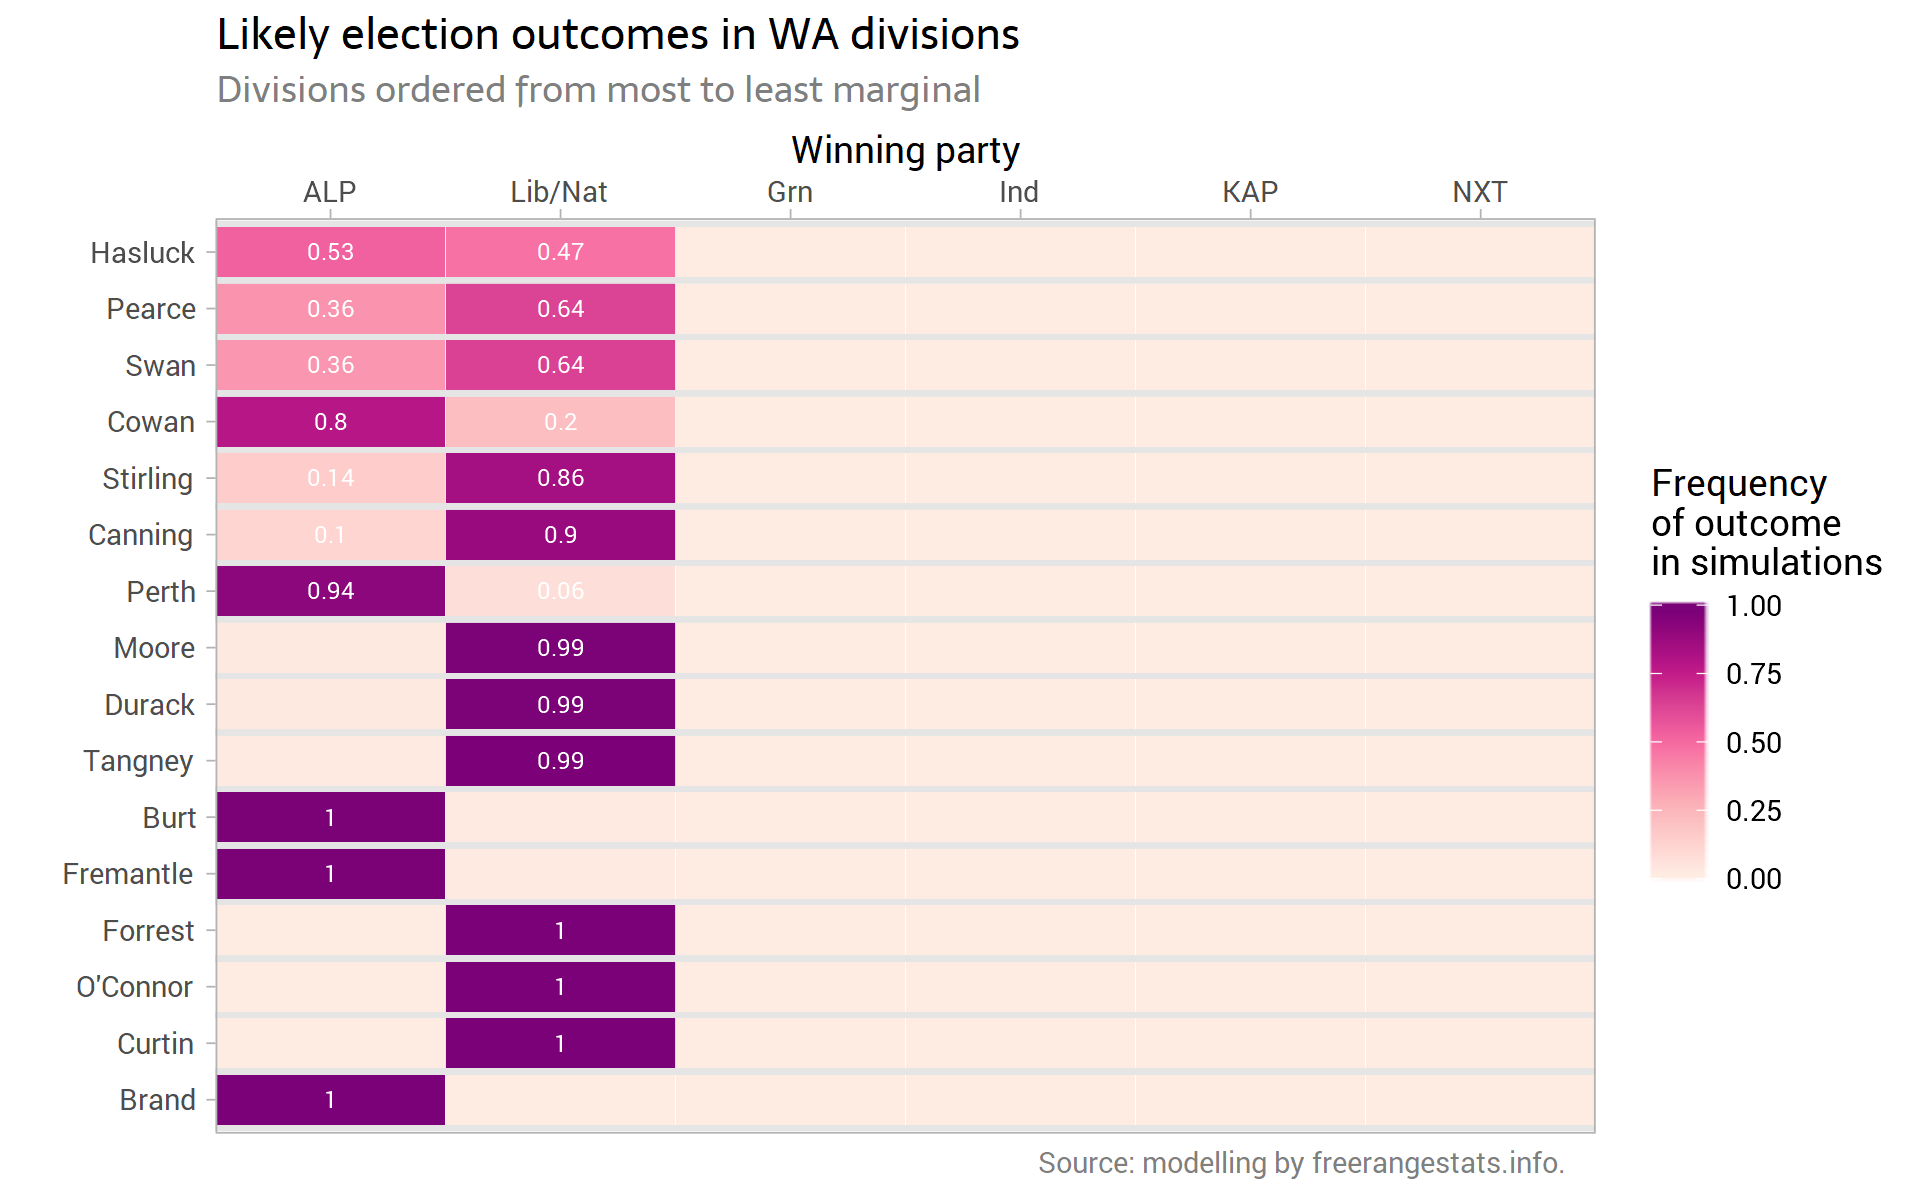 Likely election outcomes in WA divisions
Divisions ordered from most to least marginal
Winning party
ALP Lib/Nat Grn Ind KAP NXT
Hasluck 0.53 0.47
Pearce 0.36 0.64
Swan 0.36 0.64
Cowan 0.8 0.2
Stirling 0.14 0.86
Canning 0.1 0.9
Perth 0.94 0.06
Moore 0.99
Durack 0.99
Tangney 0.99
Burt 1
Fremantle 1
Forrest 1
O'Connor 1
Curtin 1
Brand 1
Frequency
of outcome
in simulations
1.00
0.75
0.50
0.25
0.00
Source: modelling by freerangestats.info.